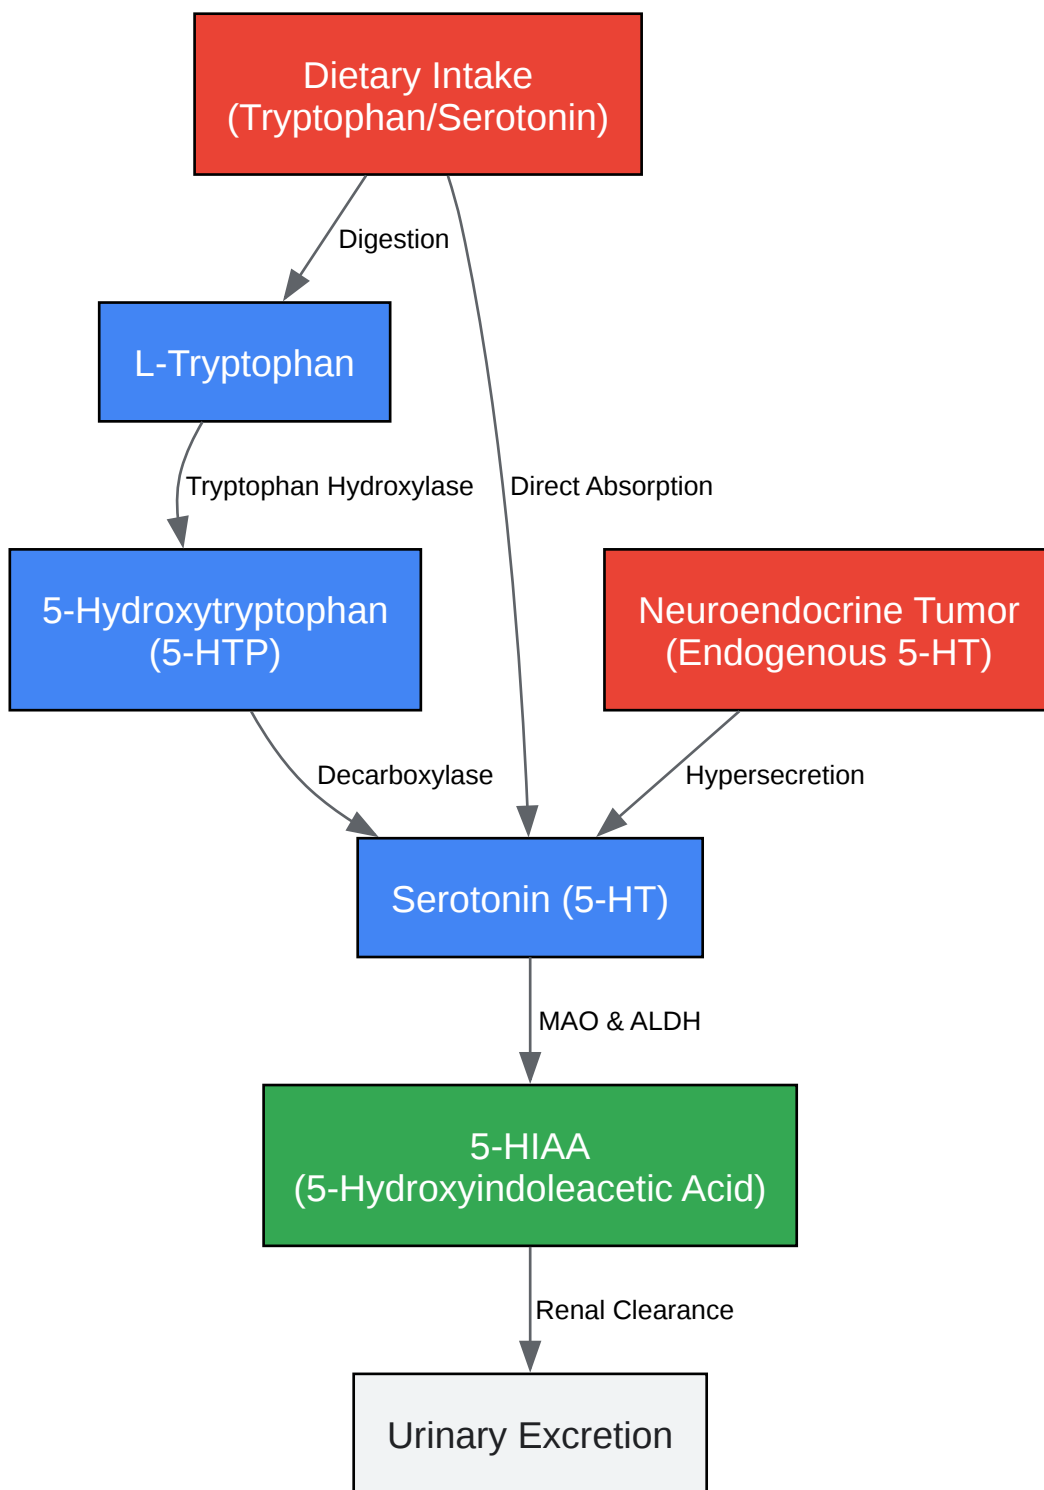 Dietary Intake
(Tryptophan/Serotonin)
Digestion
L-Tryptophan
Tryptophan Hydroxylase
Direct Absorption
5-Hydroxytryptophan
(5-HTP)
Neuroendocrine Tumor
(Endogenous 5-HT)
Decarboxylase
Hypersecretion
Serotonin (5-HT)
MAO & ALDH
5-HIAA
(5-Hydroxyindoleacetic Acid)
Renal Clearance
Urinary Excretion